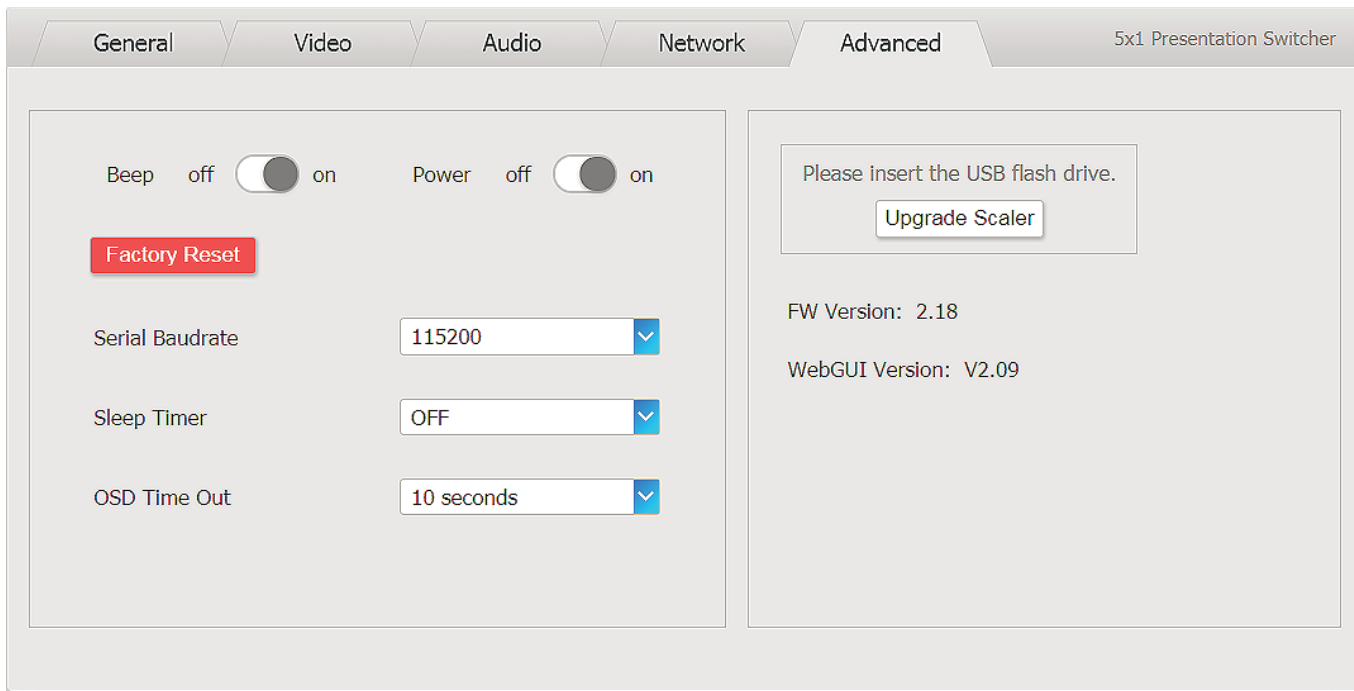 General Video Audio Network Advanced 5x1 Presentation Switcher
Beep off on Power off on
Factory Reset
Serial Baudrate 115200
Sleep Timer OFF
OSD Time Out 10 seconds
Please insert the USB flash drive.
Upgrade Scaler
FW Version: 2.18
WebGUI Version: V2.09